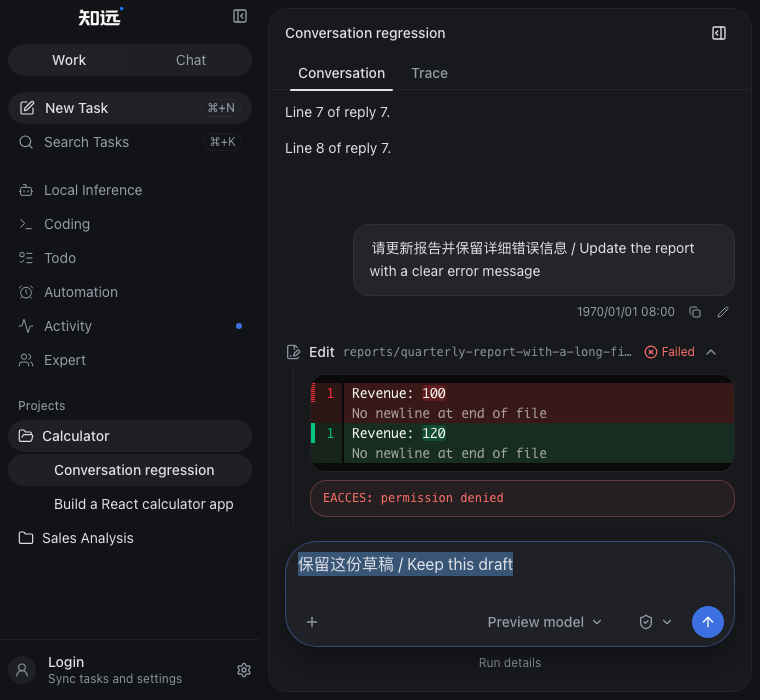 知远
Work
Chat
New Task
⌘+N
Search Tasks
⌘+K
Local Inference
Coding
Todo
Automation
Activity
Expert
Projects
Calculator
Conversation regression
Build a React calculator app
Sales Analysis
Login
Sync tasks and settings
Conversation regression
Conversation
Trace
Line 7 of reply 7.
Line 8 of reply 7.
请更新报告并保留详细错误信息 / Update the report
with a clear error message
1970/01/01 08:00
Edit reports/quarterly-report-with-a-long-fi… Failed
1 Revenue: 100
No newline at end of file
1 Revenue: 120
No newline at end of file
EACCES: permission denied
保留这份草稿 / Keep this draft
Preview model
Run details